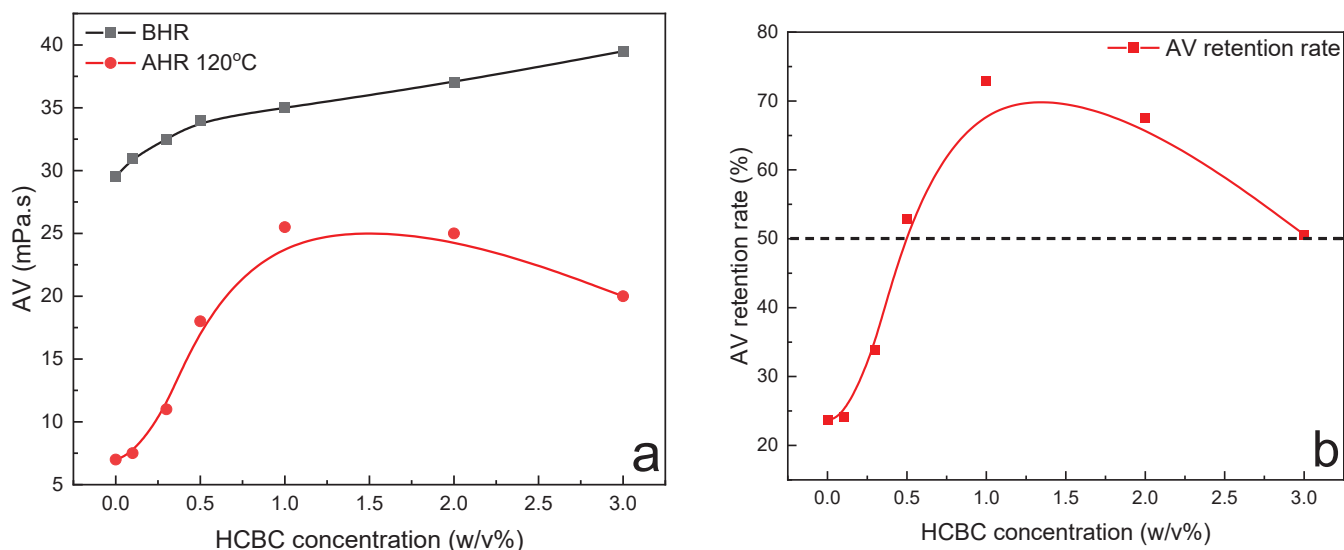 BHR
AHR 120°C
AV (mPa.s)
40
35
30
25
20
15
10
5
0.0 0.5 1.0 1.5 2.0 2.5 3.0
HCBC concentration (w/v%)
a
AV retention rate
AV retention rate (%)
80
70
60
50
40
30
20
0.0 0.5 1.0 1.5 2.0 2.5 3.0
HCBC concentration (w/v%)
b